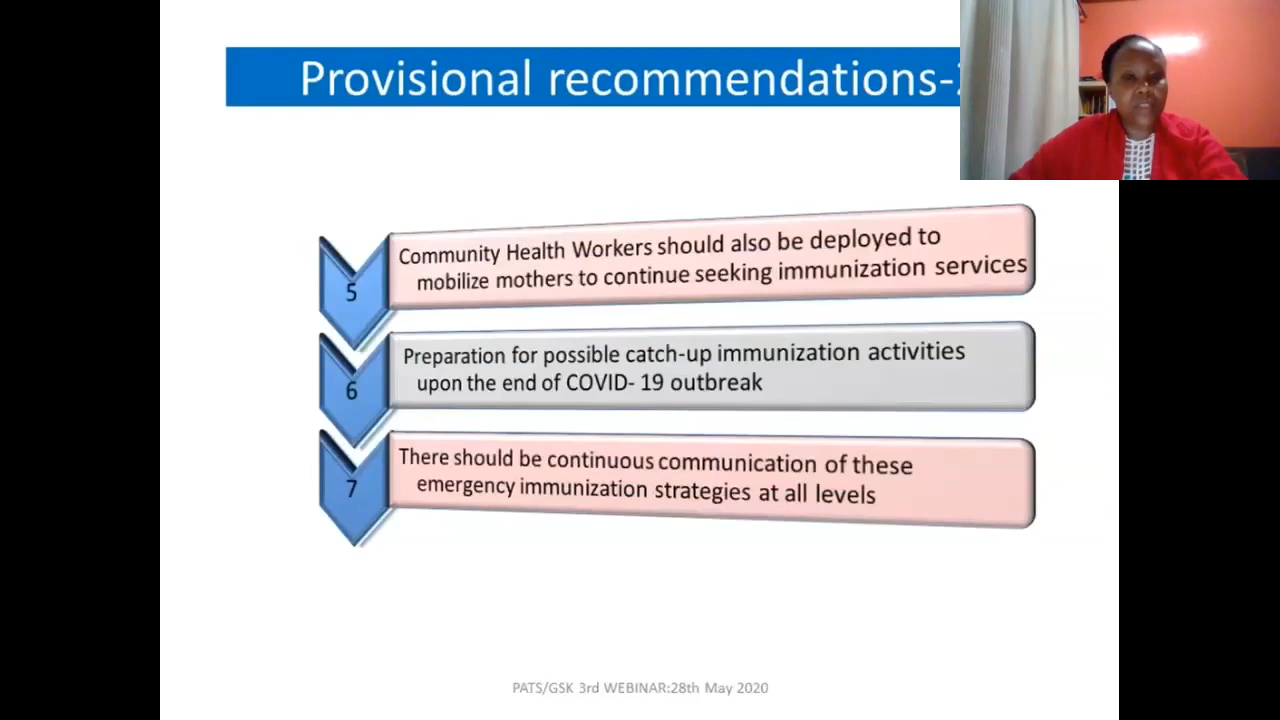 Provisional recommendations-
Community Health Workers should also be deployed to
mobilize mothers to continue seeking immunization services
5
Preparation for possible catch-up immunization activities
upon the end of COVID- 19 outbreak
6
There should be continuous communication of these
emergency immunization strategies at all levels
7
PATS/GSK 3rd WEBINAR:28th May 2020